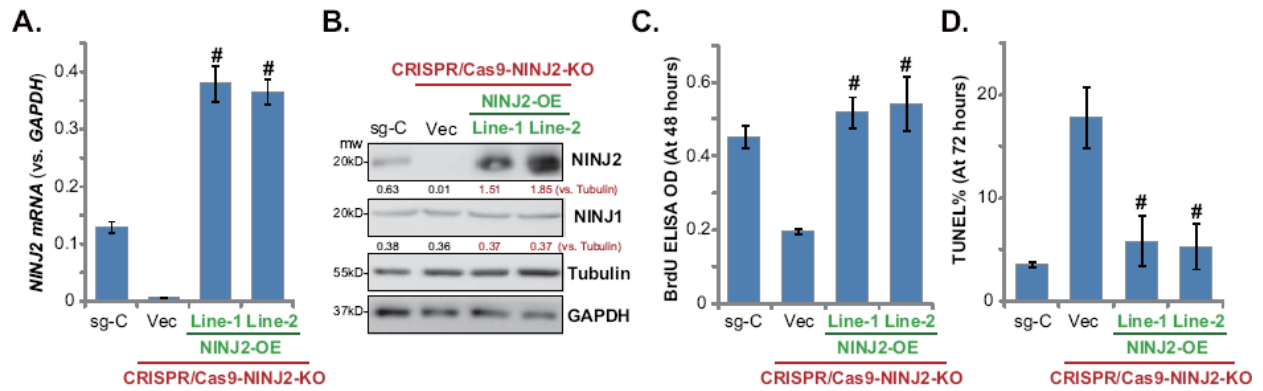 A.
NINJ2 mRNA (vs. GAPDH)
0.4
0.3
0.2
0.1
0
#
#
sg-C Vec Line-1 Line-2
NINJ2-OE
CRISPR/Cas9-NINJ2-KO
B.
CRISPR/Cas9-NINJ2-KO
NINJ2-OE
sg-C Vec Line-1 Line-2
mw
20kD NINJ2
0.63 0.01 1.51 1.85 (vs. Tubulin)
20kD NINJ1
0.38 0.36 0.37 0.37 (vs. Tubulin)
55kD Tubulin
37kD GAPDH
C.
BrdU ELISA OD (At 48 hours)
0.6
0.4
0.2
0
#
#
sg-C Vec Line-1 Line-2
NINJ2-OE
CRISPR/Cas9-NINJ2-KO
D.
TUNEL% (At 72 hours)
20
10
0
#
#
sg-C Vec Line-1 Line-2
NINJ2-OE
CRISPR/Cas9-NINJ2-KO